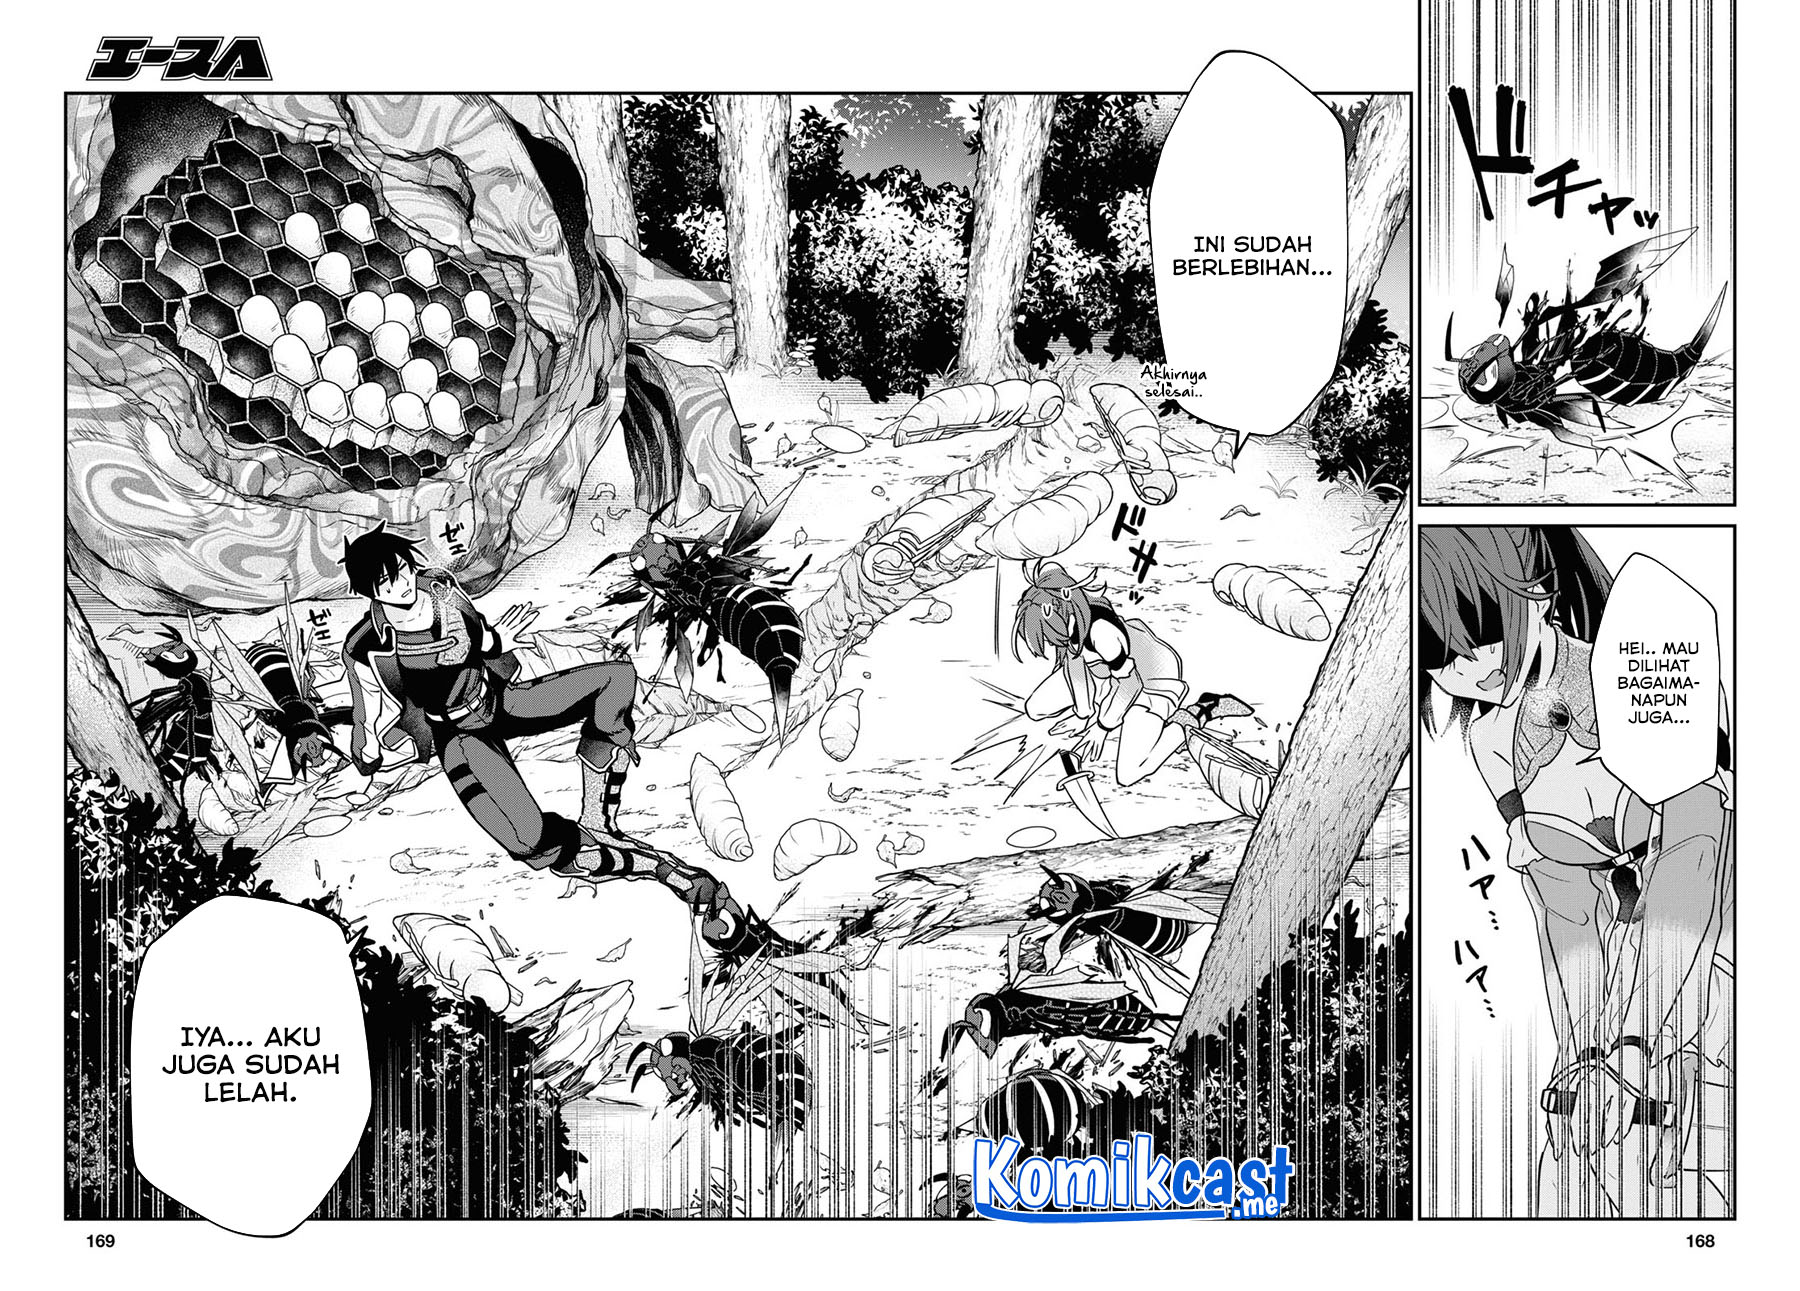 ドチャッ
HEI.. MAU
DILIHAT
BAGAIMA-
NAPUN
JUGA...
ハァ…
ハァ…
エースA
INI SUDAH
BERLEBIHAN...
Akhirnya
selesai..
ドサッ
ゼェ
ゼェ
IYA... AKU
JUGA SUDAH
LELAH.
Komikcast
.me
169
168